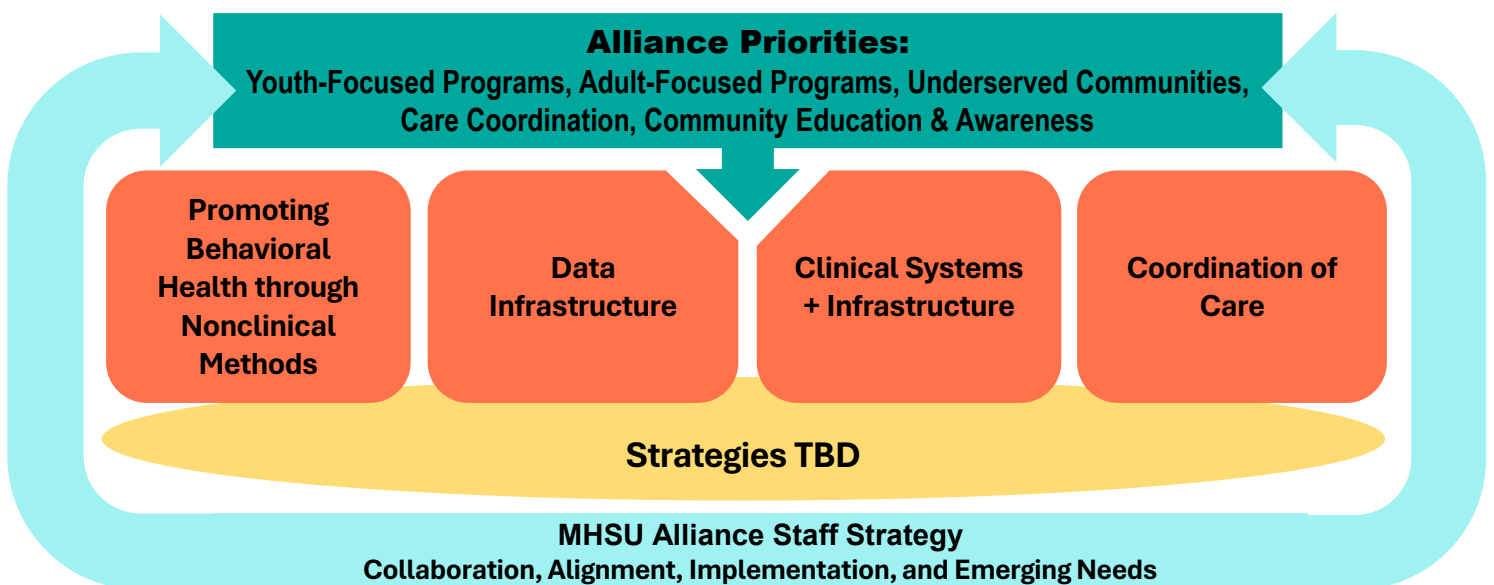 Alliance Priorities:
Youth-Focused Programs, Adult-Focused Programs, Underserved Communities,
Care Coordination, Community Education & Awareness
Promoting
Behavioral
Health through
Nonclinical
Methods
Data
Infrastructure
Clinical Systems
+ Infrastructure
Coordination of
Care
Strategies TBD
MHSU Alliance Staff Strategy
Collaboration, Alignment, Implementation, and Emerging Needs